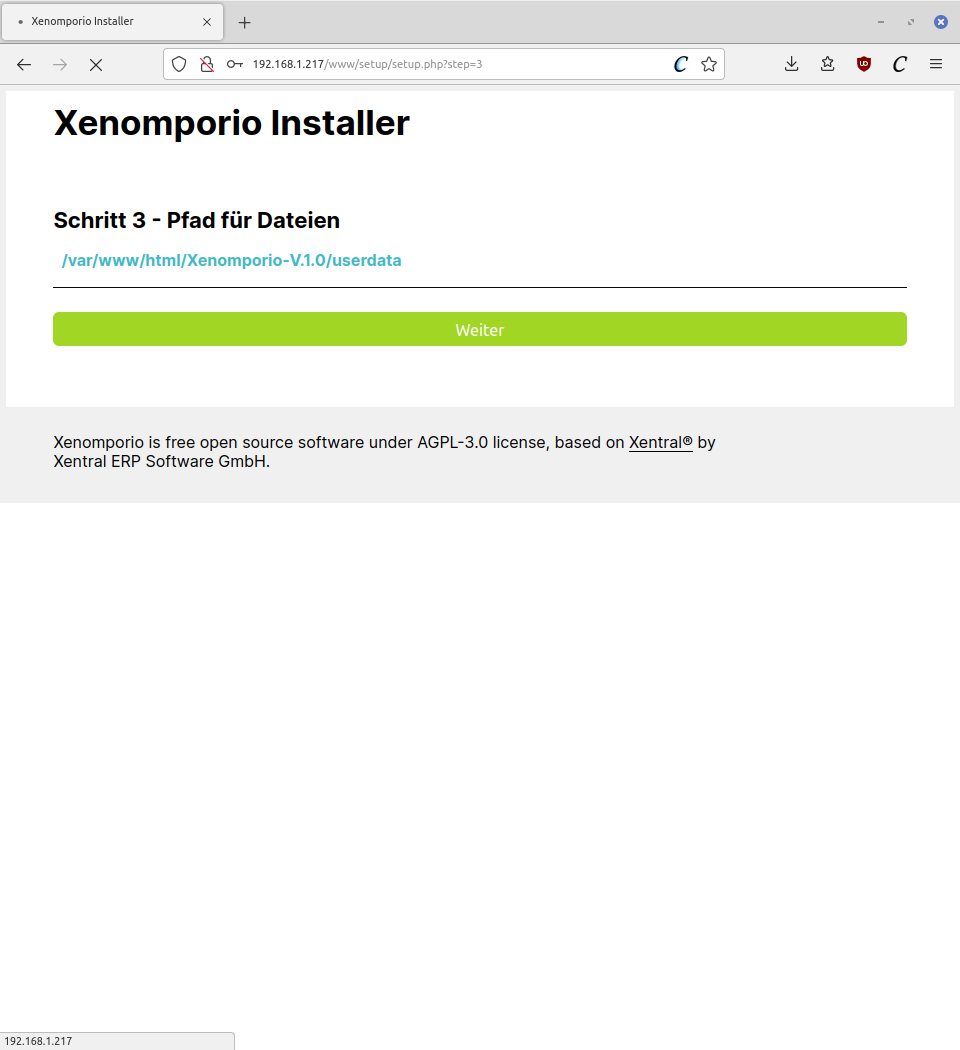 Xenomporio Installer
192.168.1.217/www/setup/setup.php?step=3
Xenomporio Installer
Schritt 3 - Pfad für Dateien
/var/www/html/Xenomporio-V.1.0/userdata
Weiter
Xenomporio is free open source software under AGPL-3.0 license, based on Xentral® by
Xentral ERP Software GmbH.
192.168.1.217